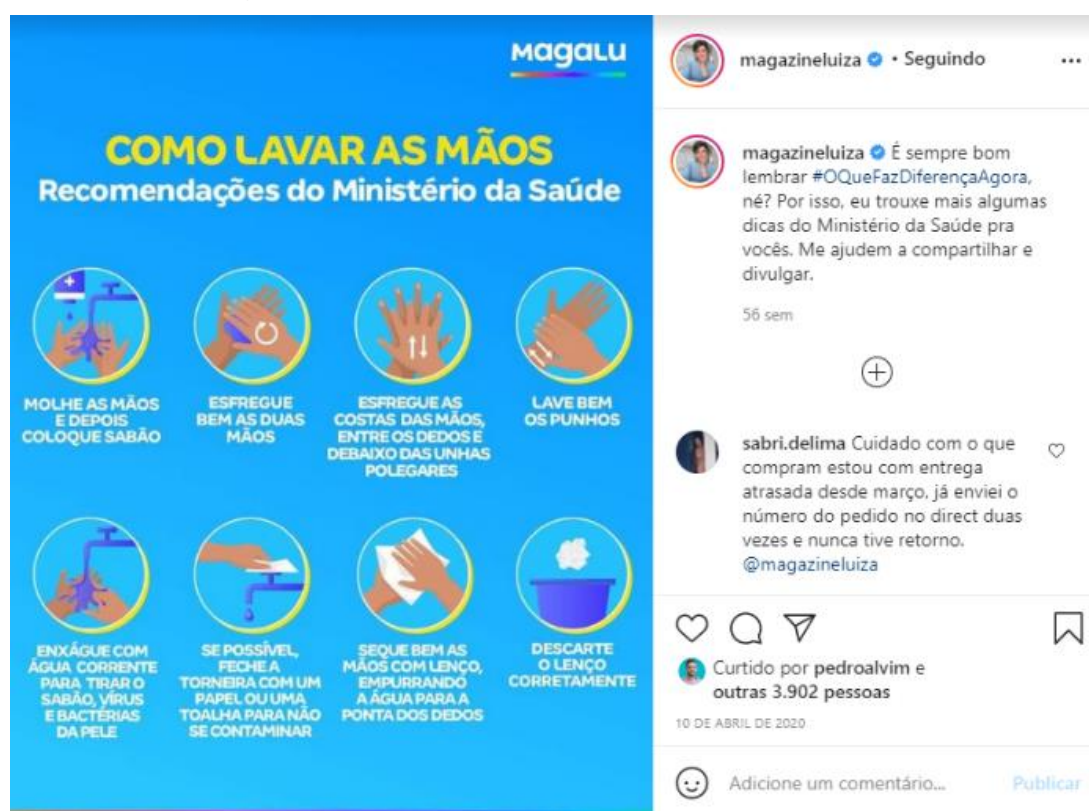 Magalu
COMO LAVAR AS MÃOS
Recomendações do Ministério da Saúde
MOLHE AS MÃOS
E DEPOIS
COLOQUE SABÃO
ESFREGUE
BEM AS DUAS
MÃOS
ESFREGUE AS
COSTAS DAS MÃOS,
ENTRE OS DEDOS E
DEBAIXO DAS UNHAS
POLEGARES
LAVE BEM
OS PUNHOS
ENXÁGUE COM
ÁGUA CORRENTE
PARA TIRAR O
SABÃO, VÍRUS
E BACTÉRIAS
DA PELE
SE POSSÍVEL,
FECHE A
TORNEIRA COM UM
PAPEL OU UMA
TOALHA PARA NÃO
SE CONTAMINAR
SEQUE BEM AS
MÃOS COM LENÇO,
EMPURRANDO
A ÁGUA PARA A
PONTA DOS DEDOS
DESCARTE
O LENÇO
CORRETAMENTE
magazineluiza • Seguindo
magazineluiza É sempre bom
lembrar #OQueFazDiferençaAgora,
né? Por isso, eu trouxe mais algumas
dicas do Ministério da Saúde pra
vocês. Me ajudem a compartilhar e
divulgar.
56 sem
sabri.delima Cuidado com o que
compram estou com entrega
atrasada desde março, já enviei o
número do pedido no direct duas
vezes e nunca tive retorno.
@magazineluiza
Curtido por pedroalvim e
outras 3.902 pessoas
10 DE ABRIL DE 2020
Adicione um comentário... Publicar